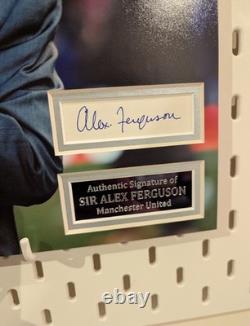 Alex Ferguson
Authentic Signature of
SIR ALEX FERGUSON
Manchester United